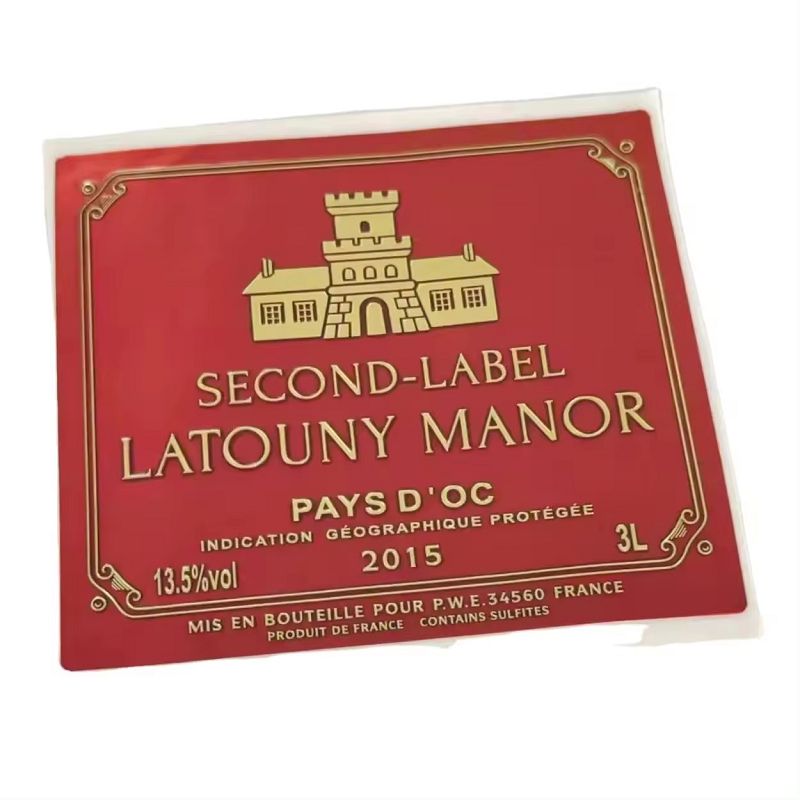 SECOND-LABEL
LATOUNY MANOR
PAYS D'OC
INDICATION GÉOGRAPHIQUE PROTÉGÉE
2015
13.5%vol
3L
MIS EN BOUTEILLE POUR P.W.E.34560 FRANCE
PRODUIT DE FRANCE CONTAINS SULFITES